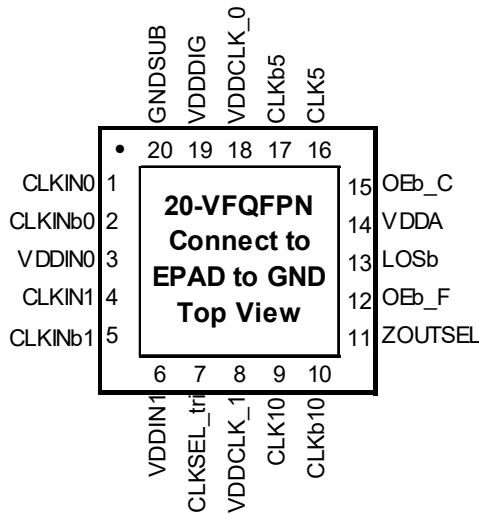 GNDSUB
VDDDIG
VDDCLK_0
CLKb5
CLK5
20 19 18 17 16
CLKIN0 1
CLKINb0 2
VDDIN0 3
CLKIN1 4
CLKINb1 5
20-VFQFPN
Connect to
EPAD to GND
Top View
15 OEb_C
14 VDDA
13 LOSb
12 OEb_F
11 ZOUTSEL
6 7 8 9 10
VDDIN1
CLKSEL_tri
VDDCLK_1
CLK10
CLKb10